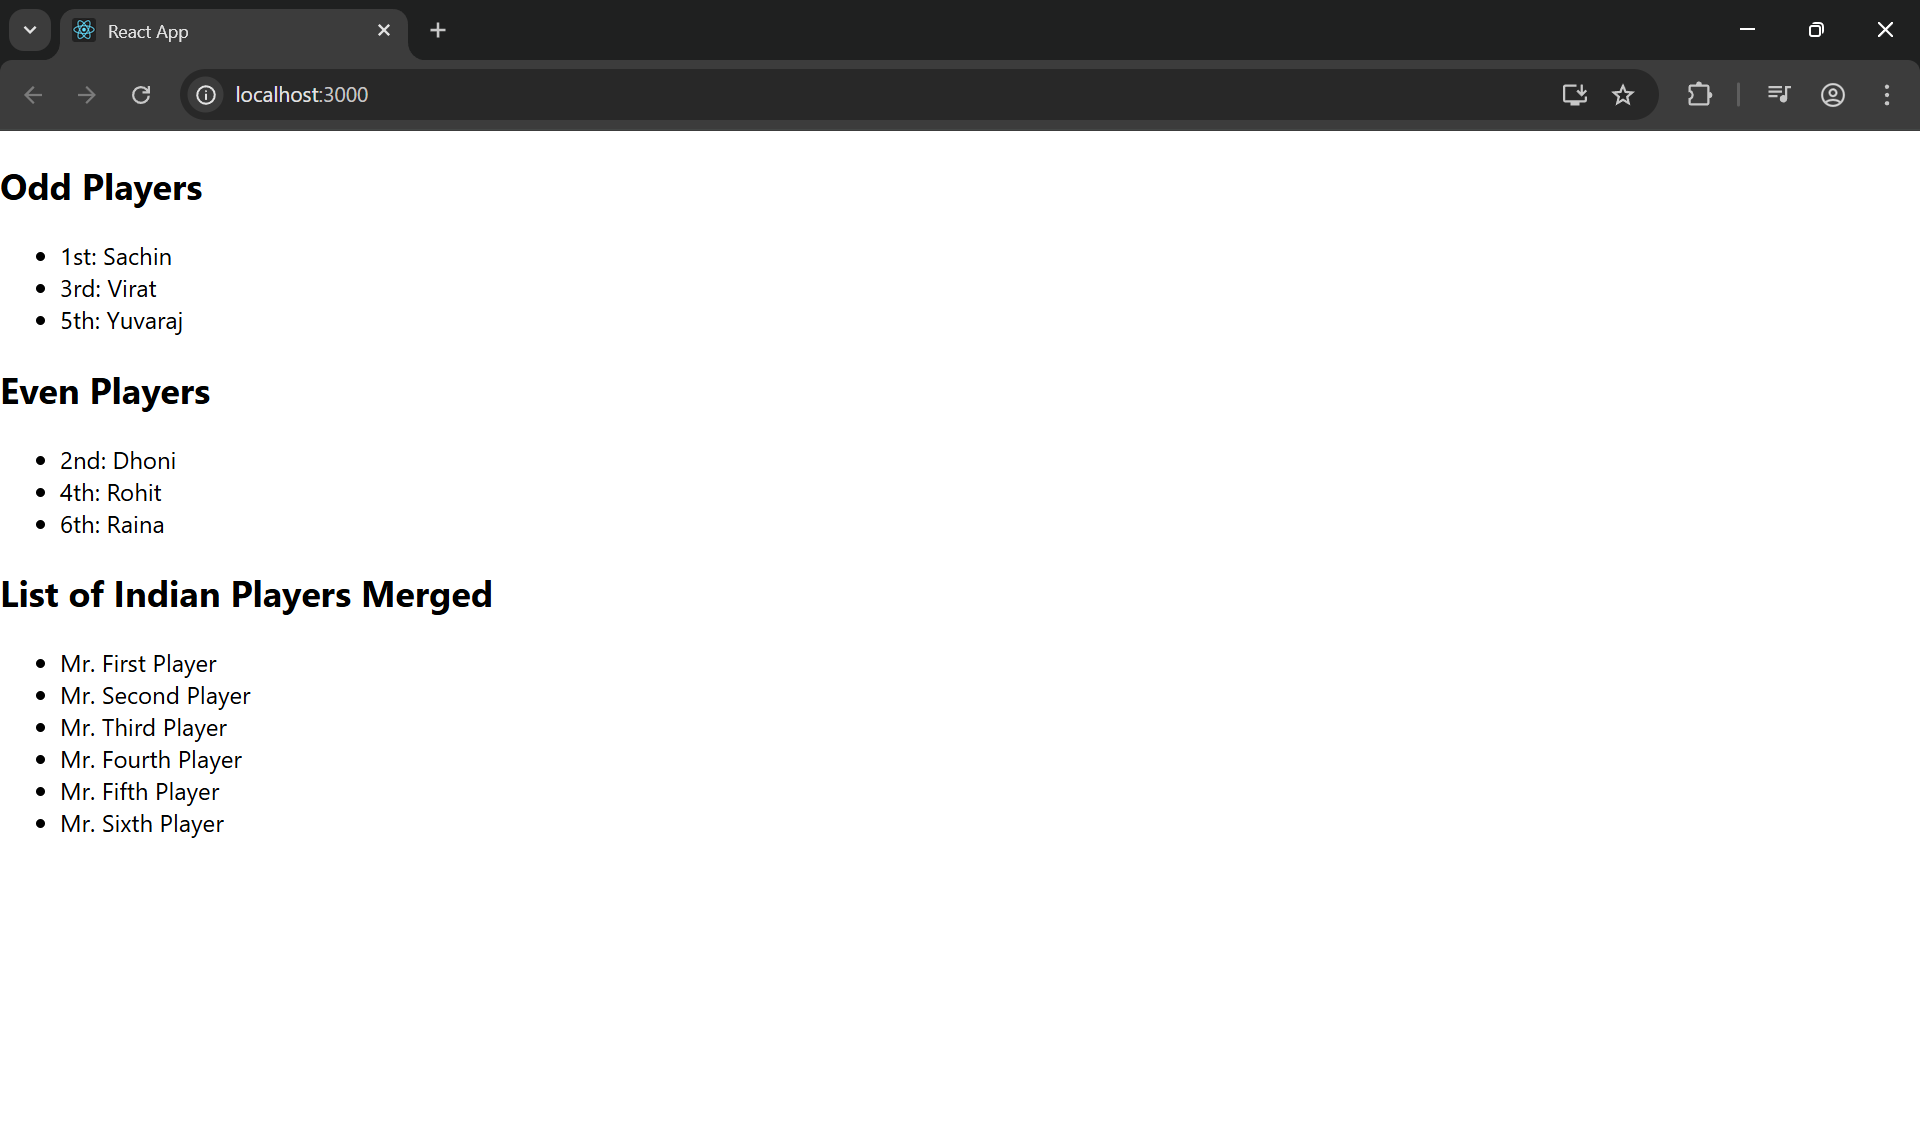 React App
localhost:3000
Odd Players
1st: Sachin
3rd: Virat
5th: Yuvaraj
Even Players
2nd: Dhoni
4th: Rohit
6th: Raina
List of Indian Players Merged
Mr. First Player
Mr. Second Player
Mr. Third Player
Mr. Fourth Player
Mr. Fifth Player
Mr. Sixth Player